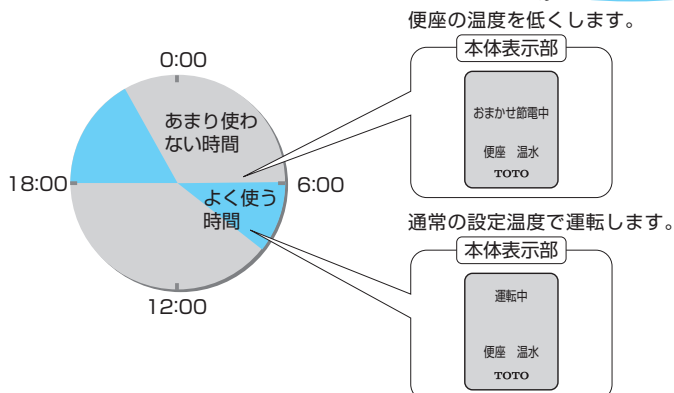 便座の温度を低くします。
本体表示部
おまかせ節電中
便座 温水
TOTO
0:00
あまり使わ
ない時間
18:00
6:00
よく使う
時間
12:00
通常の設定温度で運転します。
本体表示部
運転中
便座 温水
TOTO